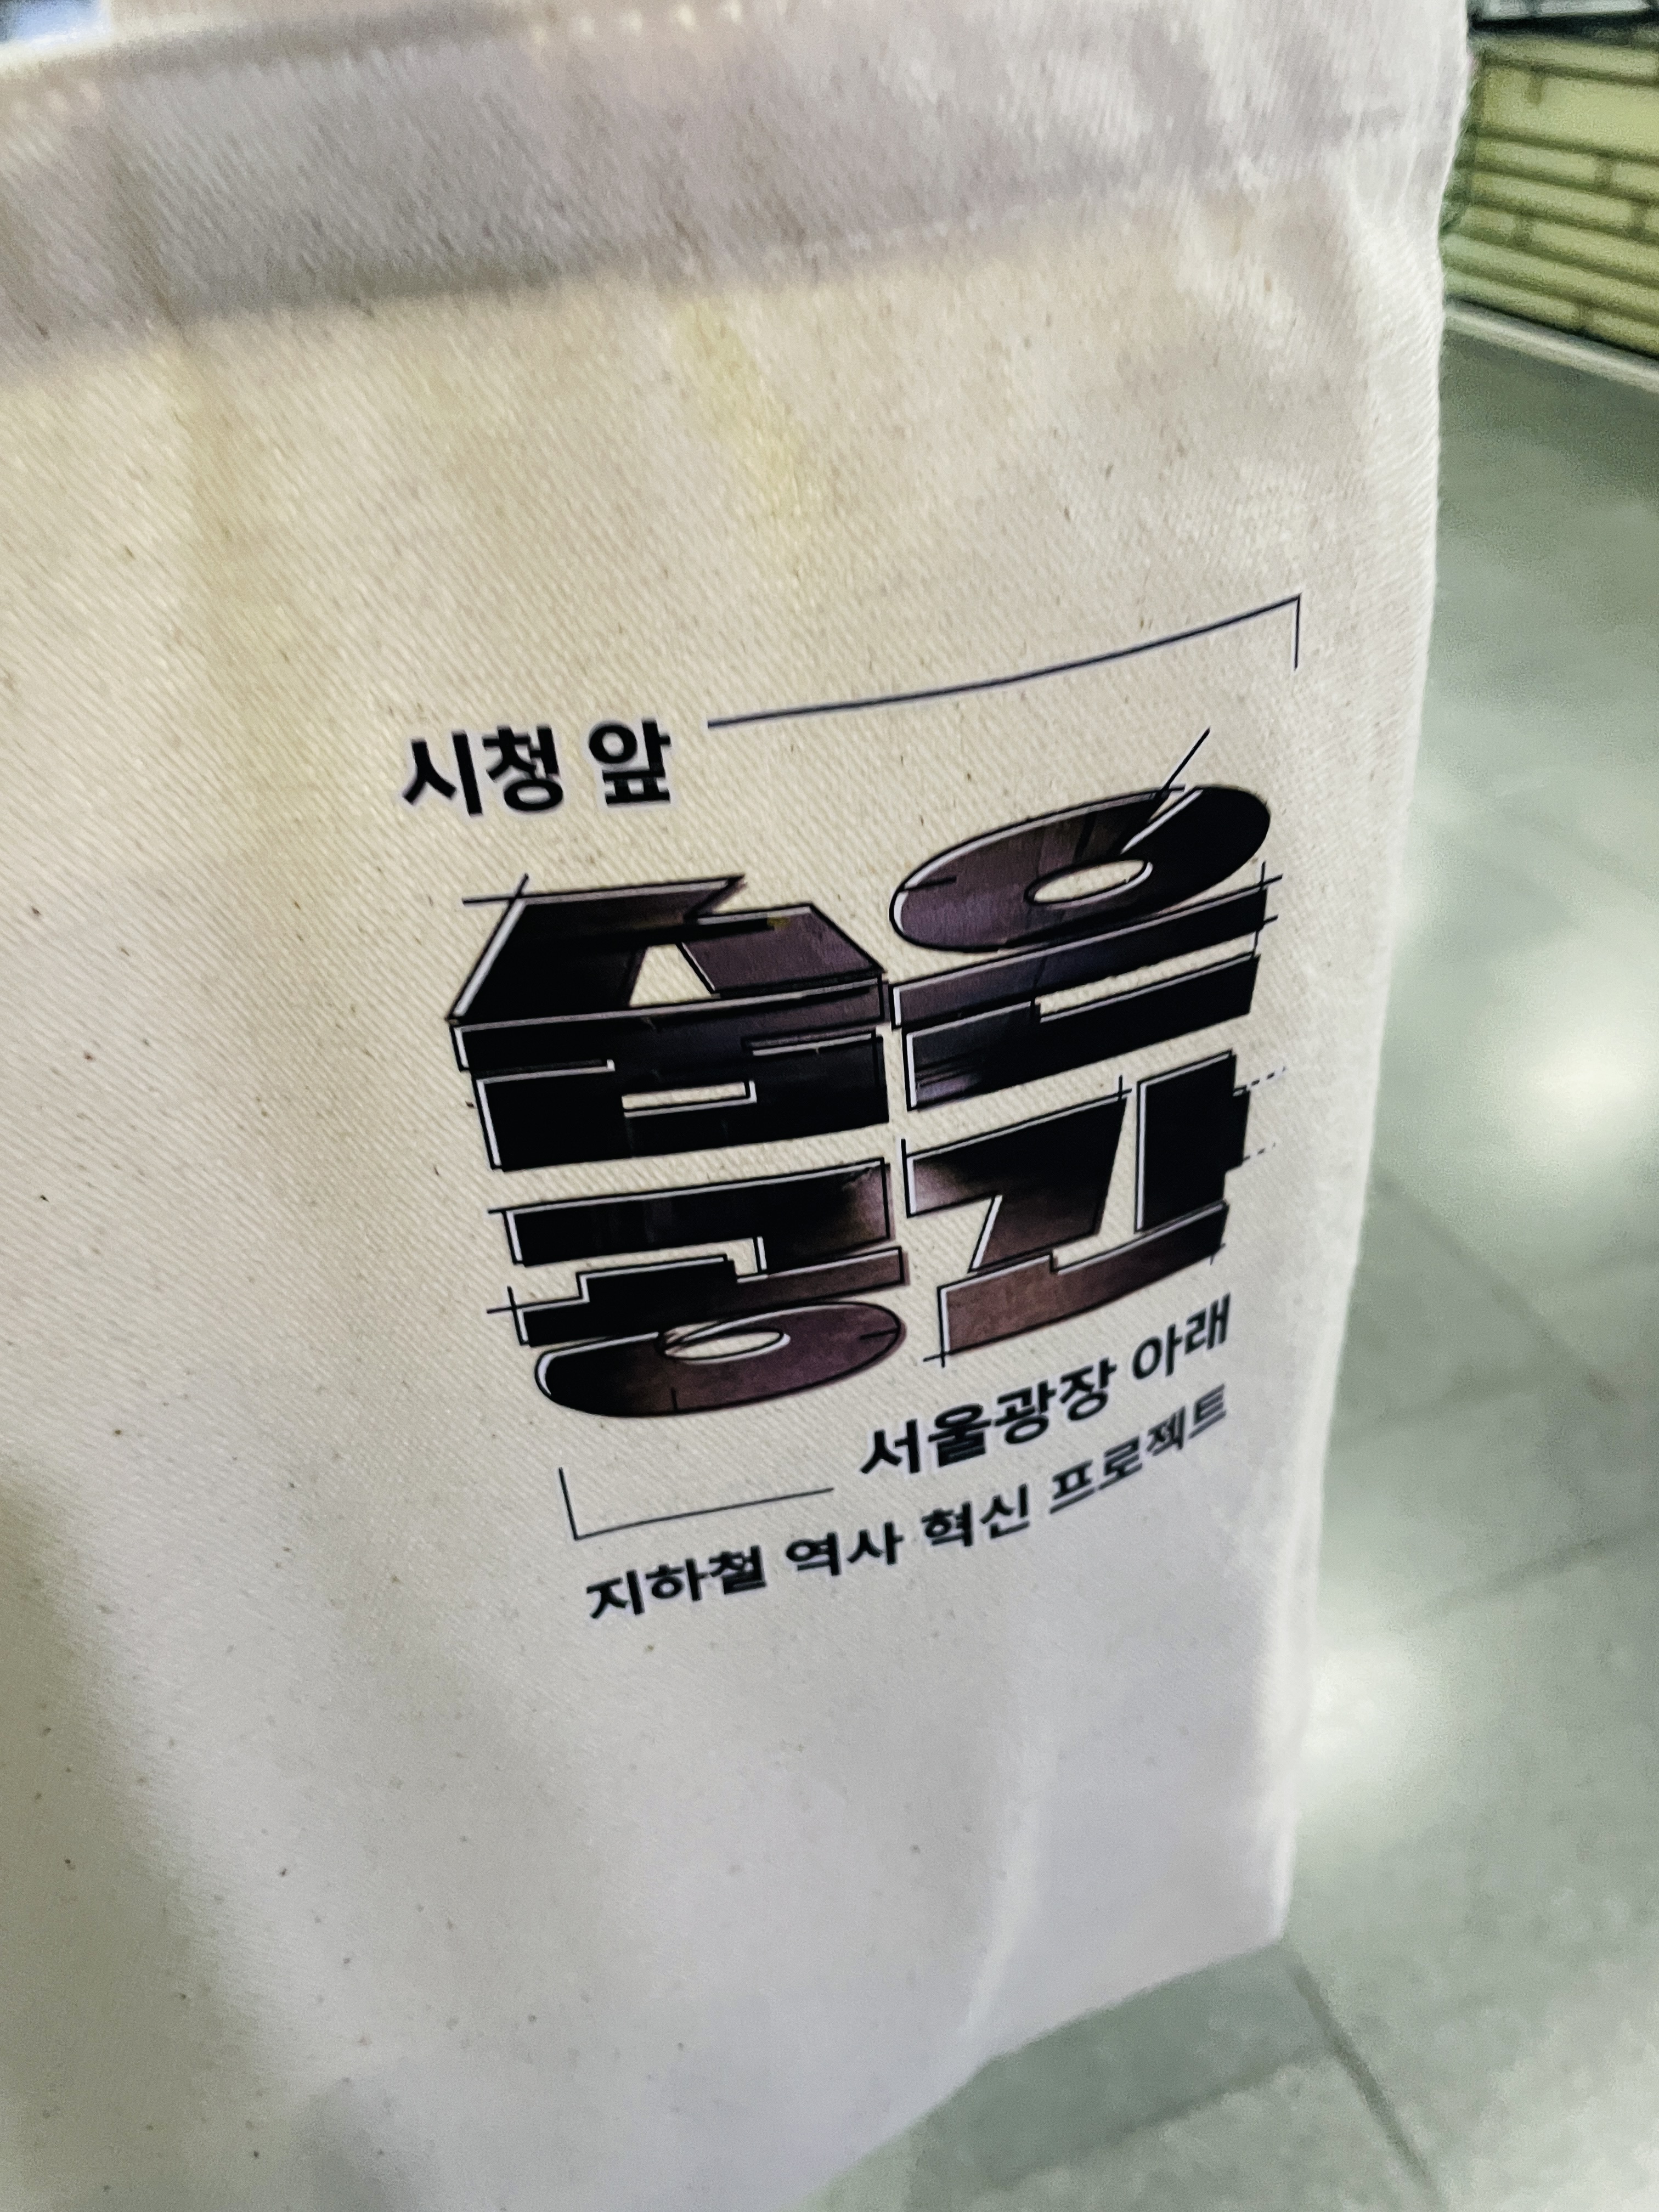 시청 앞
숨은
공간
서울광장 아래
지하철 역사 혁신 프로젝트